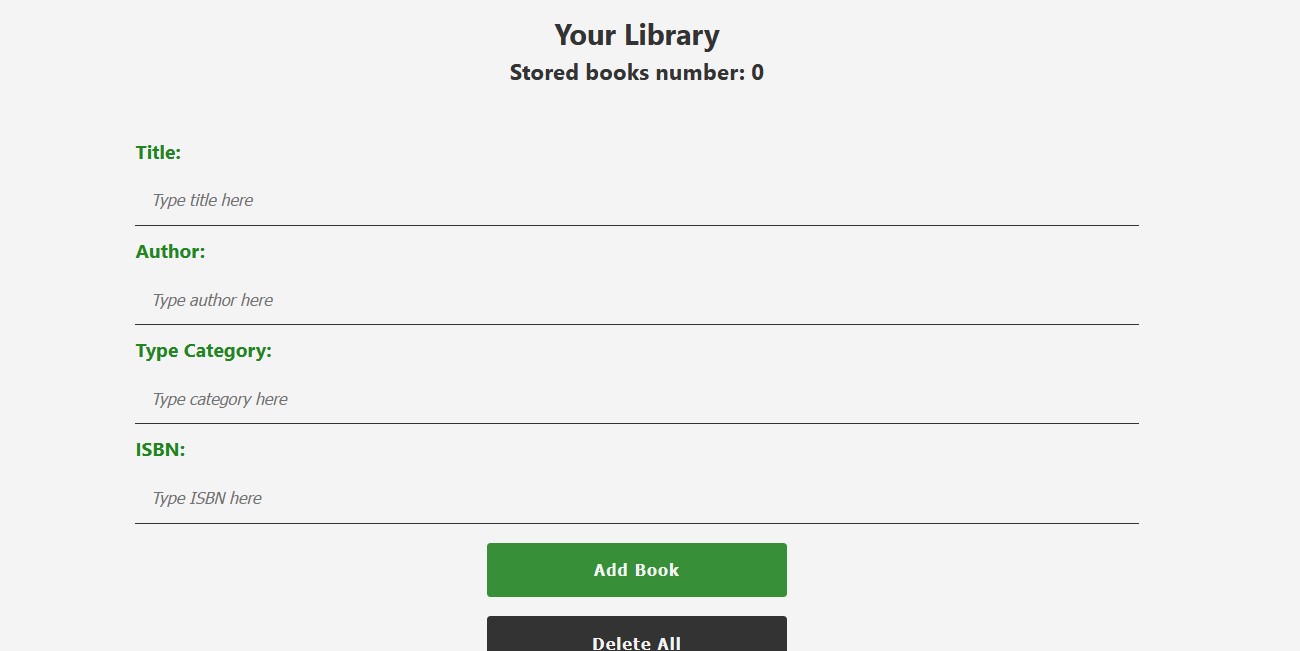 Your Library
Stored books number: 0
Title:
Type title here
Author:
Type author here
Type Category:
Type category here
ISBN:
Type ISBN here
Add Book
Delete All